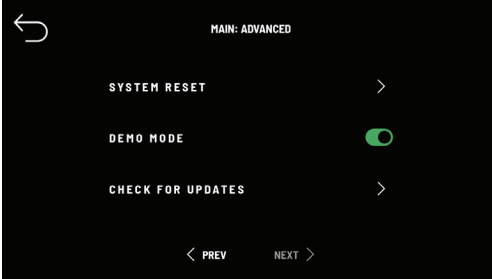 MAIN: ADVANCED
SYSTEM RESET
DEMO MODE
CHECK FOR UPDATES
PREV NEXT